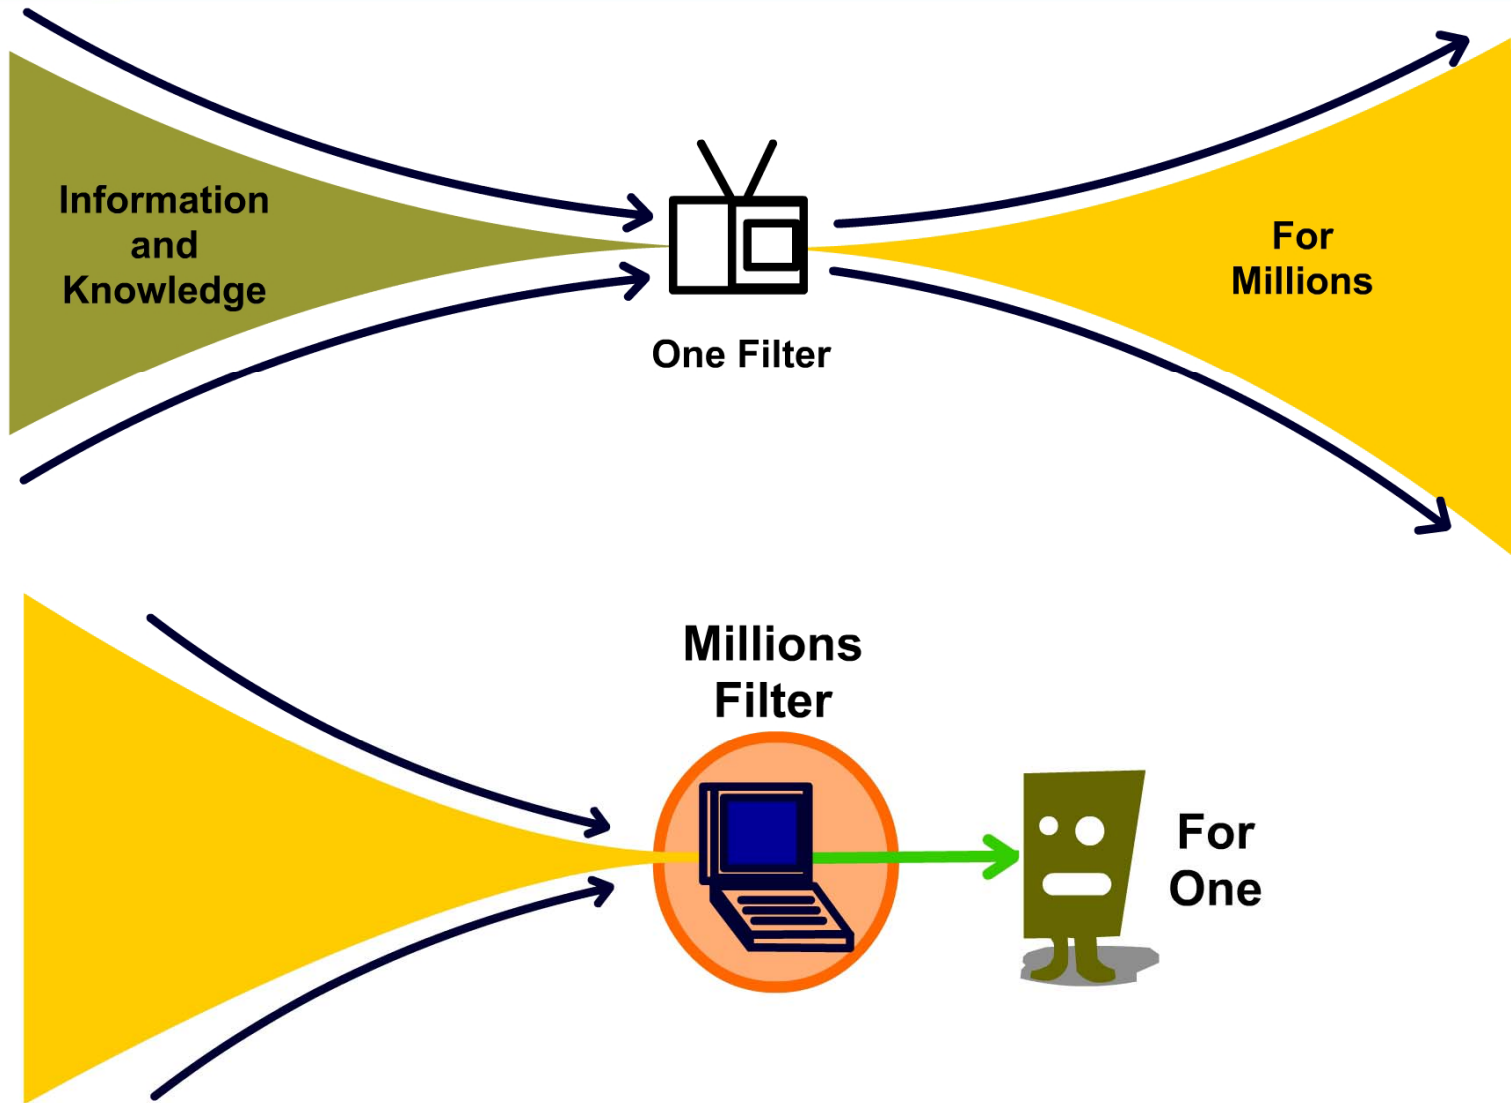 Information
and
Knowledge
For
Millions
One Filter
Millions
Filter
For
One